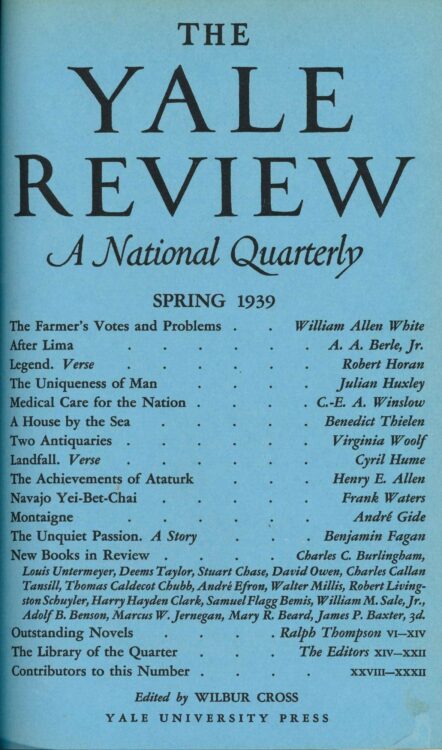 THE
YALE
REVIEW
A National Quarterly
SPRING 1939
The Farmer's Votes and Problems . . William Allen White
After Lima . . . . . . A. A. Berle, Jr.
Legend. Verse . . . . . Robert Horan
The Uniqueness of Man . . . . Julian Huxley
Medical Care for the Nation . . . C.-E. A. Winslow
A House by the Sea . . . . Benedict Thielen
Two Antiquaries . . . . . Virginia Woolf
Landfall. Verse . . . . . Cyril Hume
The Achievements of Ataturk . . . Henry E. Allen
Navajo Yei-Bet-Chai . . . . Frank Waters
Montaigne . . . . . . André Gide
The Unquiet Passion. A Story . . . Benjamin Fagan
New Books in Review . . . Charles C. Burlingham,
Louis Untermeyer, Deems Taylor, Stuart Chase, David Owen, Charles Callan
Tansill, Thomas Caldecot Chubb, André Efron, Walter Millis, Robert Living-
ston Schuyler, Harry Hayden Clark, Samuel Flagg Bemis, William M. Sale, Jr.,
Adolf B. Benson, Marcus W. Jernegan, Mary R. Beard, James P. Baxter, 3d.
Outstanding Novels . . . Ralph Thompson VI–XIV
The Library of the Quarter . . The Editors XIV–XXII
Contributors to this Number . . . . XXVIII–XXXII
Edited by WILBUR CROSS
YALE UNIVERSITY PRESS